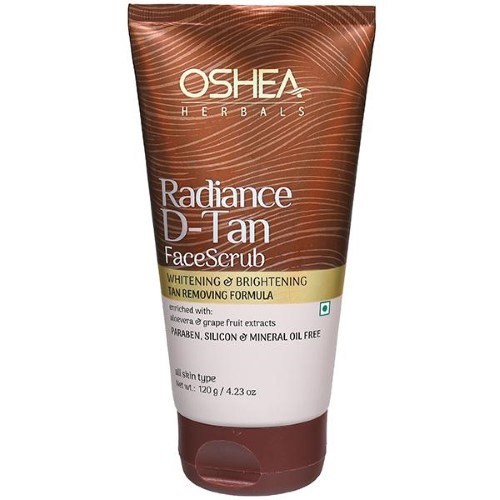 OSHEA
HERBALS
Radiance
D-Tan
FaceScrub
WHITENING & BRIGHTENING
TAN REMOVING FORMULA
enriched with:
aloevera & grape fruit extracts
PARABEN, SILICON & MINERAL OIL FREE
all skin type
Net wt.: 120 g / 4.23 oz